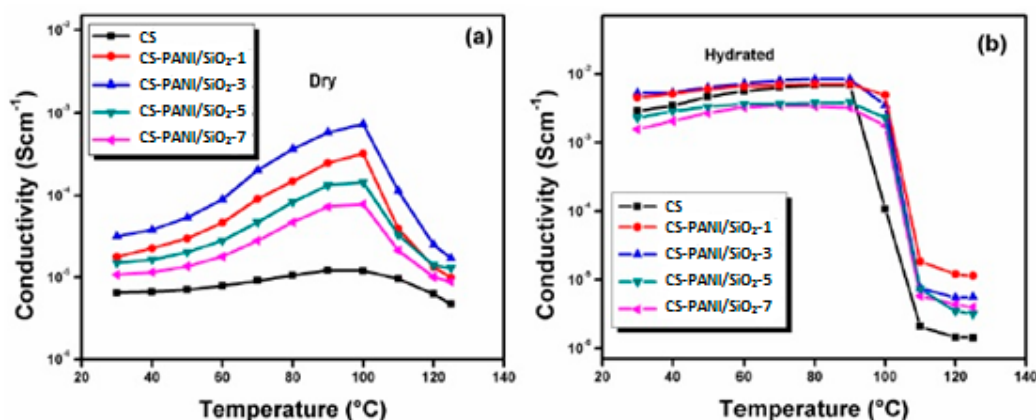 (a)
Dry
CS
CS-PANI/SiO₂-1
CS-PANI/SiO₂-3
CS-PANI/SiO₂-5
CS-PANI/SiO₂-7
Conductivity (Scm⁻¹)
10⁻²
10⁻³
10⁻⁴
10⁻⁵
10⁻⁶
20 40 60 80 100 120 140
Temperature (°C)
(b)
Hydrated
CS
CS-PANI/SiO₂-1
CS-PANI/SiO₂-3
CS-PANI/SiO₂-5
CS-PANI/SiO₂-7
Conductivity (Scm⁻¹)
10⁻²
10⁻³
10⁻⁴
10⁻⁵
10⁻⁶
20 40 60 80 100 120 140
Temperature (°C)